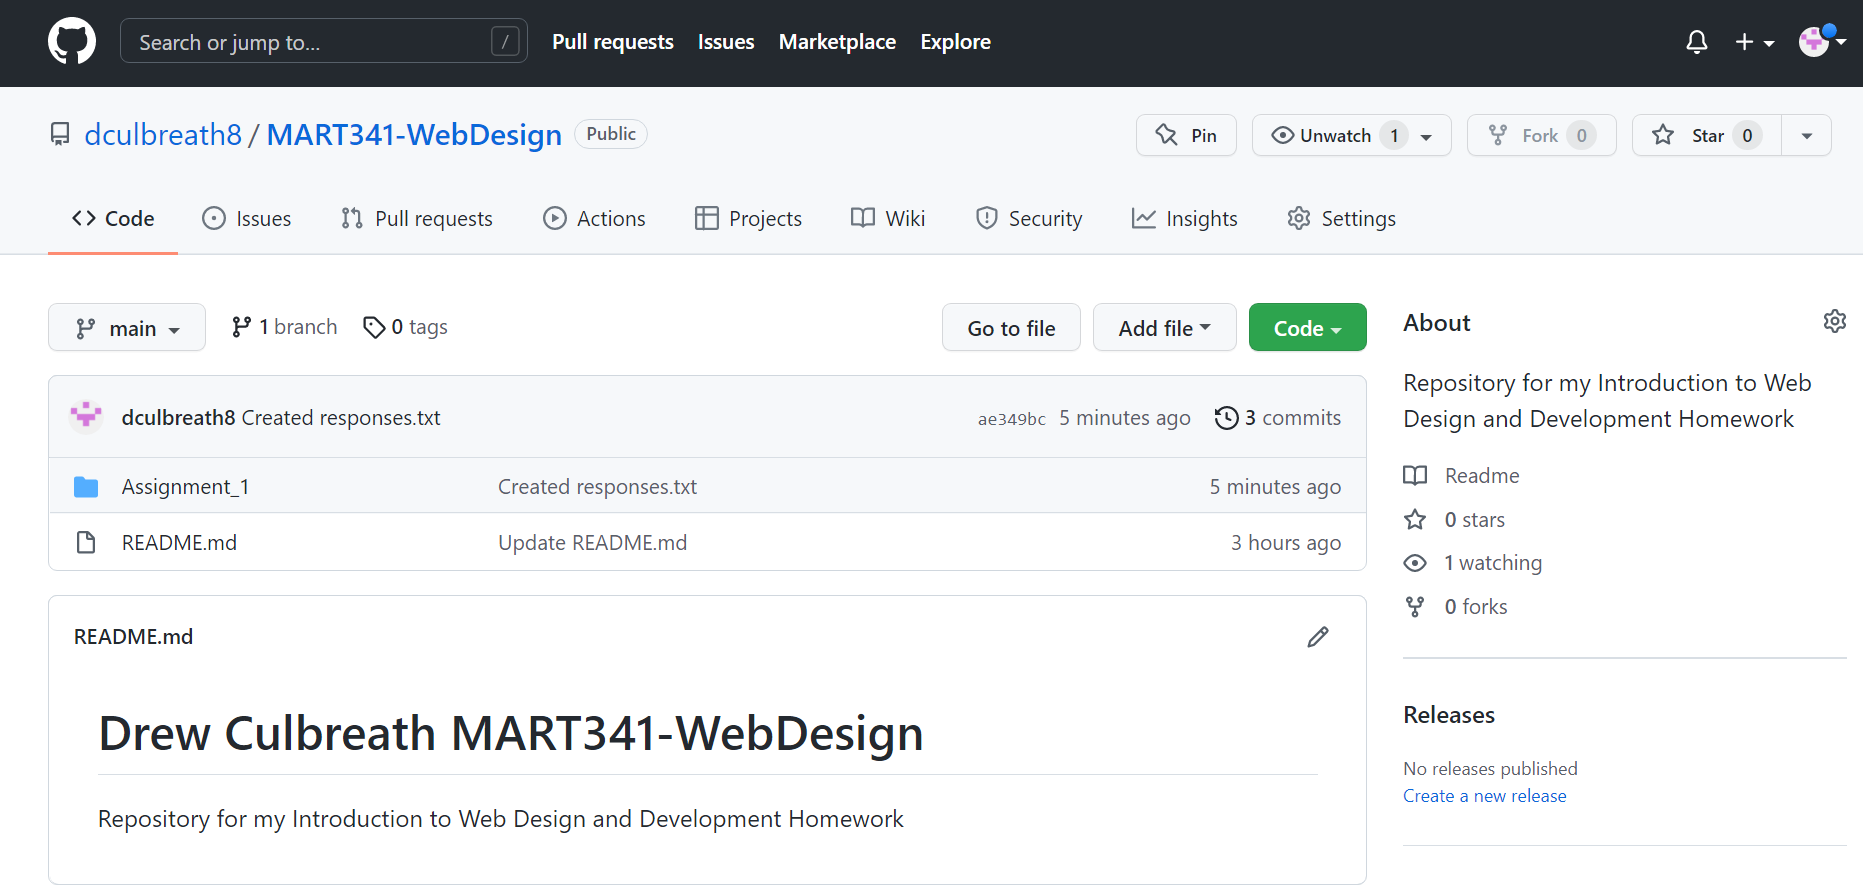 Search or jump to... /
Pull requests Issues Marketplace Explore
dculbreath8 / MART341-WebDesign Public
Pin Unwatch 1 Fork 0 Star 0
Code Issues Pull requests Actions Projects Wiki Security Insights Settings
main 1 branch 0 tags Go to file Add file Code
dculbreath8 Created responses.txt ae349bc 5 minutes ago 3 commits
Assignment_1 Created responses.txt 5 minutes ago
README.md Update README.md 3 hours ago
README.md
Drew Culbreath MART341-WebDesign
Repository for my Introduction to Web Design and Development Homework
About
Repository for my Introduction to Web
Design and Development Homework
Readme
0 stars
1 watching
0 forks
Releases
No releases published
Create a new release